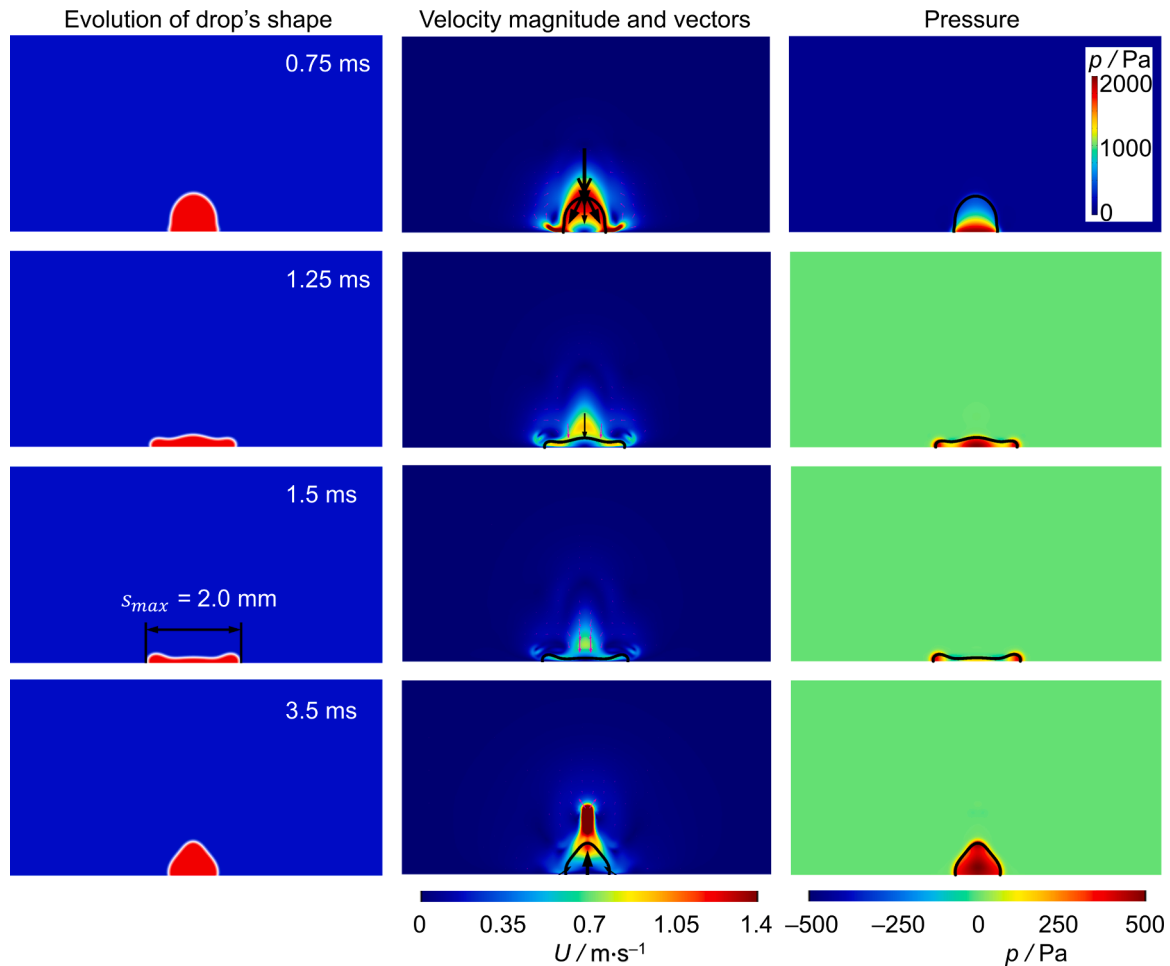 Evolution of drop's shape
Velocity magnitude and vectors
Pressure
0.75 ms
p / Pa
2000
1000
0
1.25 ms
1.5 ms
s_max = 2.0 mm
3.5 ms
0 0.35 0.7 1.05 1.4
U / m·s⁻¹
–500 –250 0 250 500
p / Pa